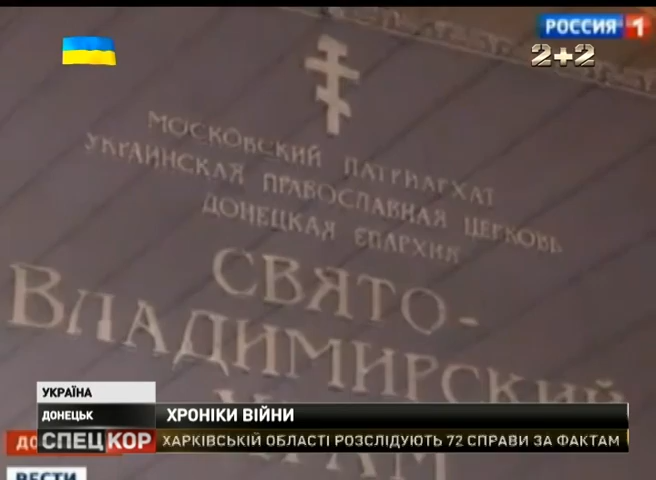 РОССИЯ 1
2+2
МОСКОВСКИЙ ПАТРИАРХАТ
УКРАИНСКАЯ ПРАВОСЛАВНАЯ ЦЕРКОВЬ
ДОНЕЦКАЯ ЕПАРХИЯ
СВЯТО-
ВЛАДИМИРСКИЙ
ХРАМ
УКРАЇНА
ДОНЕЦЬК
ХРОНІКИ ВІЙНИ
СПЕЦКОР
ХАРКІВСЬКІЙ ОБЛАСТІ РОЗСЛІДУЮТЬ 72 СПРАВИ ЗА ФАКТАМ
ВЕСТИ